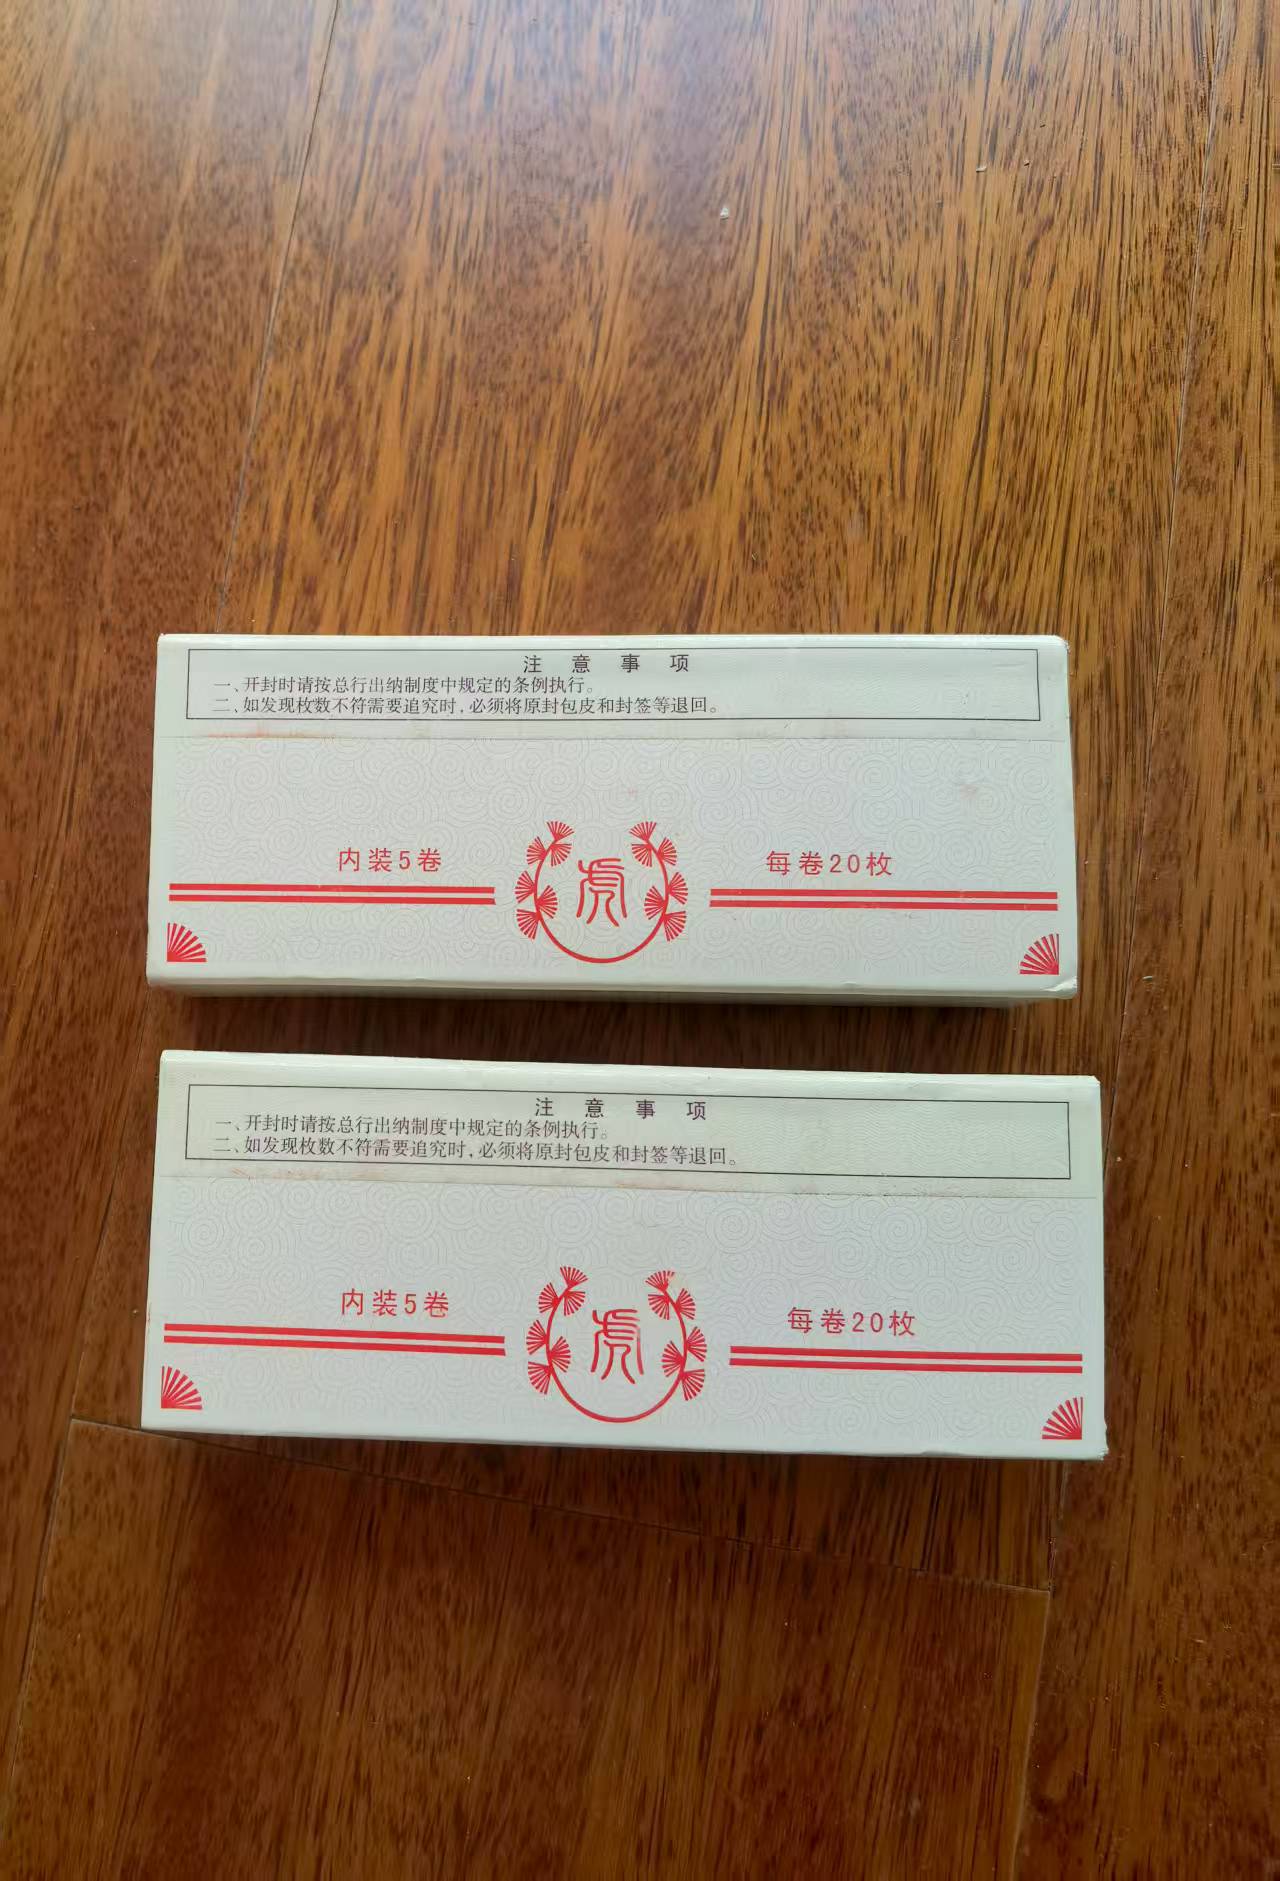 注意事项
一、开封时请按总行出纳制度中规定的条例执行。
二、如发现枚数不符需要追究时,必须将原封包皮和封签等退回。
内装5卷
虎
每卷20枚
注意事项
一、开封时请按总行出纳制度中规定的条例执行。
二、如发现枚数不符需要追究时,必须将原封包皮和封签等退回。
内装5卷
虎
每卷20枚